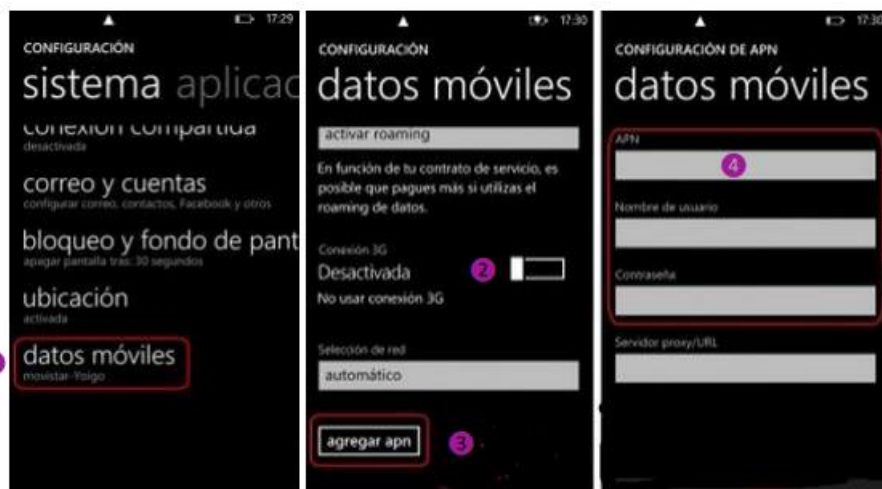 17:29
CONFIGURACIÓN
sistema aplicac
conexión compartida
desactivada
correo y cuentas
configurar correo, contactos, Facebook y otros
bloqueo y fondo de pant
apagar pantalla tras: 30 segundos
ubicación
activada
datos móviles
movistar-Yoigo
17:30
CONFIGURACIÓN
datos móviles
activar roaming
En función de tu contrato de servicio, es
posible que pagues más si utilizas el
roaming de datos.
Conexión 3G
Desactivada
2
No usar conexión 3G
Selección de red
automático
agregar apn
3
17:30
CONFIGURACIÓN DE APN
datos móviles
APN
4
Nombre de usuario
Contraseña
Servidor proxy/URL